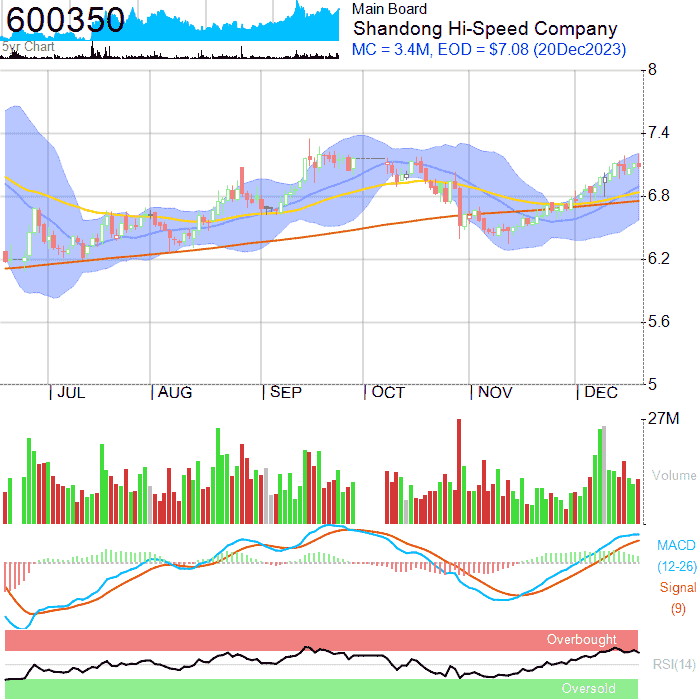 600350
5yr Chart
Main Board
Shandong Hi-Speed Company
MC = 3.4M, EOD = $7.08 (20Dec2023)
8
7.4
6.8
6.2
5.6
5
JUL
AUG
SEP
OCT
NOV
DEC
27M
Volume
MACD
(12-26)
Signal
(9)
Overbought
RSI(14)
Oversold